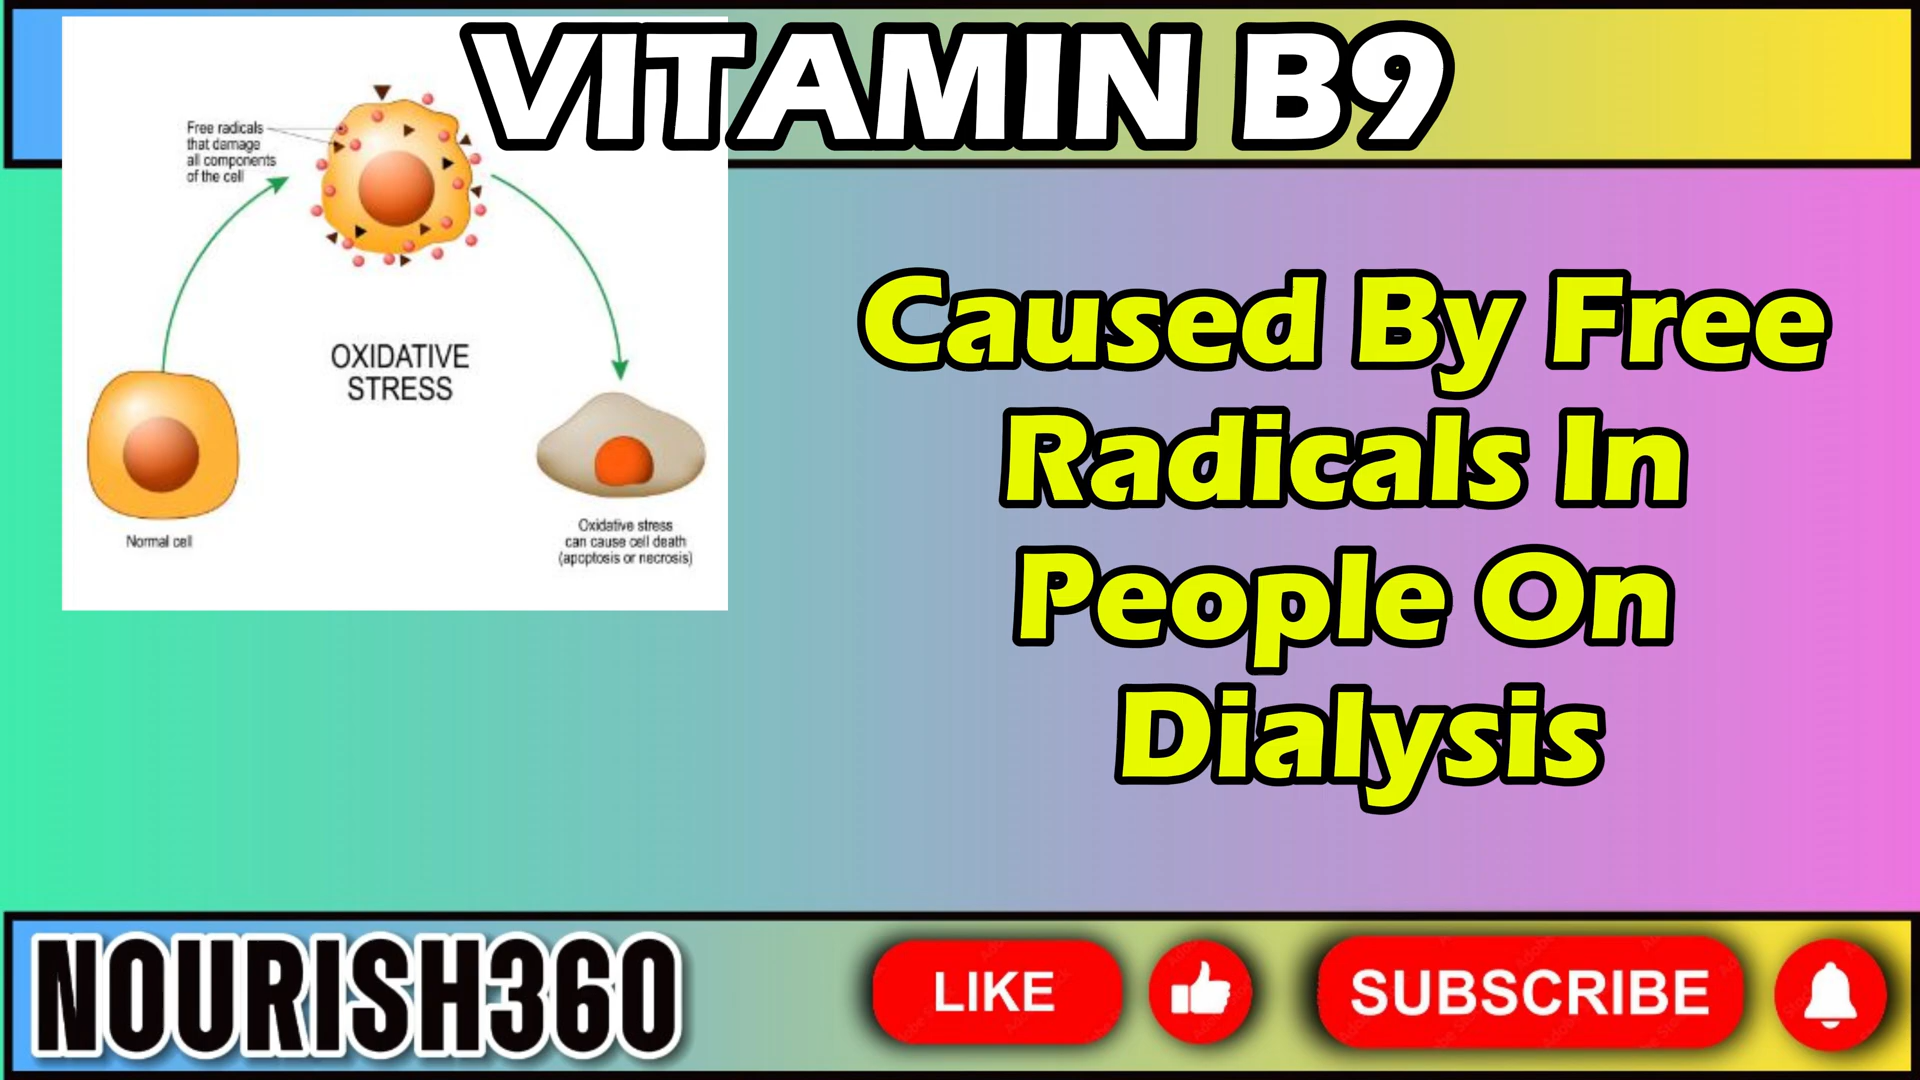 VITAMIN B9
Free radicals
that damage
all components
of the cell
OXIDATIVE
STRESS
Normal cell
Oxidative stress
can cause cell death
(apoptosis or necrosis)
Caused By Free
Radicals In
People On
Dialysis
NOURISH360
LIKE
SUBSCRIBE